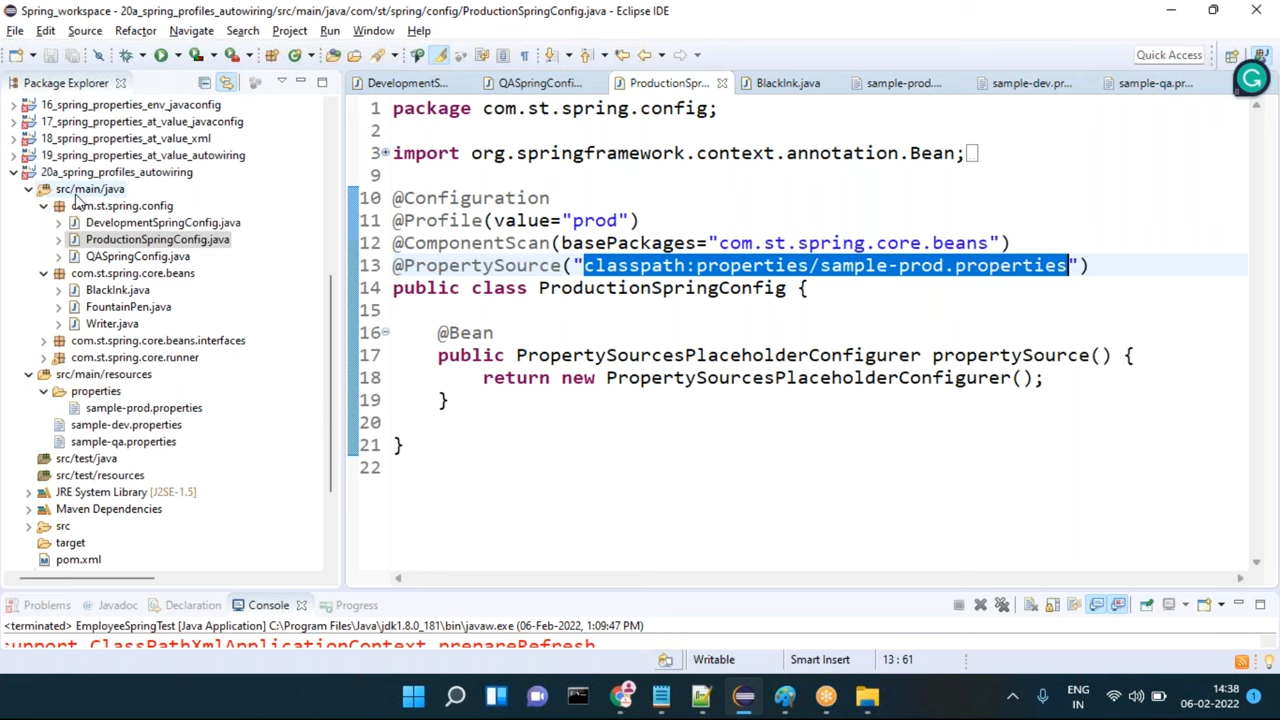 Spring_workspace - 20a_spring_profiles_autowiring/src/main/java/com/st/spring/config/ProductionSpringConfig.java - Eclipse IDE
File Edit Source Refactor Navigate Search Project Run Window Help
Quick Access
Package Explorer
DevelopmentS...
QASpringConfi...
ProductionSpr...
BlackInk.java
sample-prod....
sample-dev.pr...
sample-qa.pr...
16_spring_properties_env_javaconfig
17_spring_properties_at_value_javaconfig
18_spring_properties_at_value_xml
19_spring_properties_at_value_autowiring
20a_spring_profiles_autowiring
src/main/java
com.st.spring.config
DevelopmentSpringConfig.java
ProductionSpringConfig.java
QASpringConfig.java
com.st.spring.core.beans
BlackInk.java
FountainPen.java
Writer.java
com.st.spring.core.beans.interfaces
com.st.spring.core.runner
src/main/resources
properties
sample-prod.properties
sample-dev.properties
sample-qa.properties
src/test/java
src/test/resources
JRE System Library [J2SE-1.5]
Maven Dependencies
src
target
pom.xml
1 package com.st.spring.config;
2
3 import org.springframework.context.annotation.Bean;
9
10 @Configuration
11 @Profile(value="prod")
12 @ComponentScan(basePackages="com.st.spring.core.beans")
13 @PropertySource("classpath:properties/sample-prod.properties")
14 public class ProductionSpringConfig {
15
16 @Bean
17 public PropertySourcesPlaceholderConfigurer propertySource() {
18 return new PropertySourcesPlaceholderConfigurer();
19 }
20
21 }
22
Problems Javadoc Declaration Console Progress
<terminated> EmployeeSpringTest [Java Application] C:\Program Files\Java\jdk1.8.0_181\bin\javaw.exe (06-Feb-2022, 1:09:47 PM)
:upport ClassPathXmlApplicationContext prepareRefresh
Writable
Smart Insert
13 : 61
ENG
IN
14:38
06-02-2022